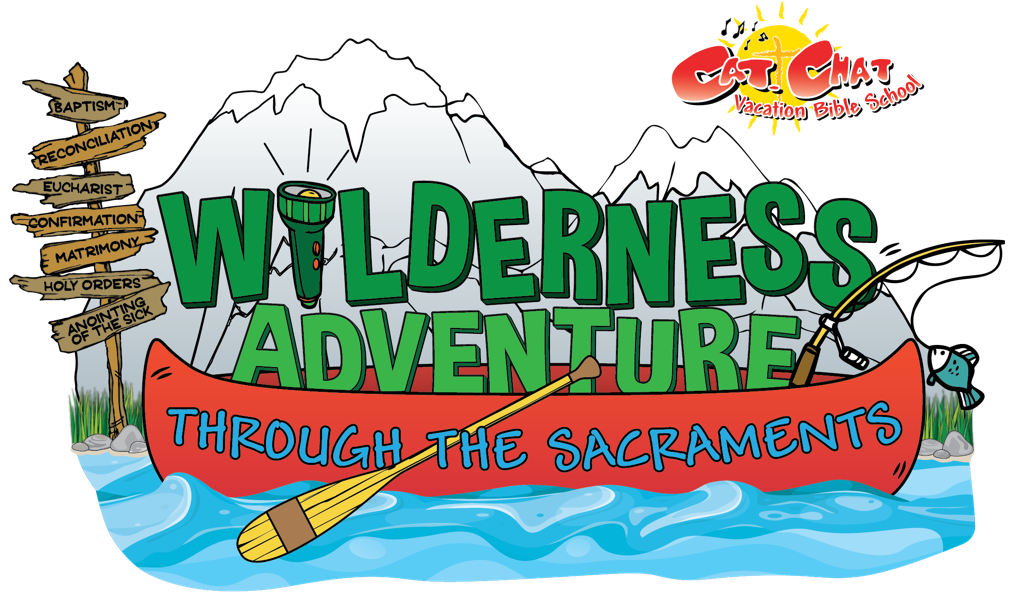 CAT. CHAT
Vacation Bible School
BAPTISM
RECONCILIATION
EUCHARIST
CONFIRMATION
MATRIMONY
HOLY ORDERS
ANOINTING
OF THE SICK
WILDERNESS
ADVENTURE
THROUGH THE SACRAMENTS